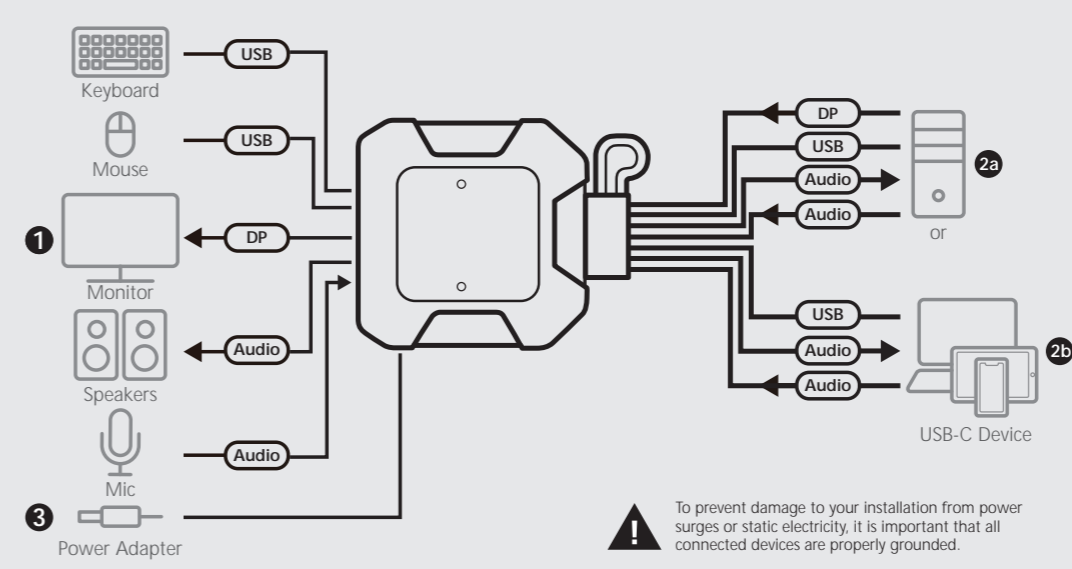 USB
Keyboard
USB
Mouse
1
DP
Monitor
Audio
Speakers
Audio
Mic
3
Power Adapter
DP
USB
Audio
Audio
2a
or
USB
Audio
Audio
2b
USB-C Device
!
To prevent damage to your installation from power
surges or static electricity, it is important that all
connected devices are properly grounded.